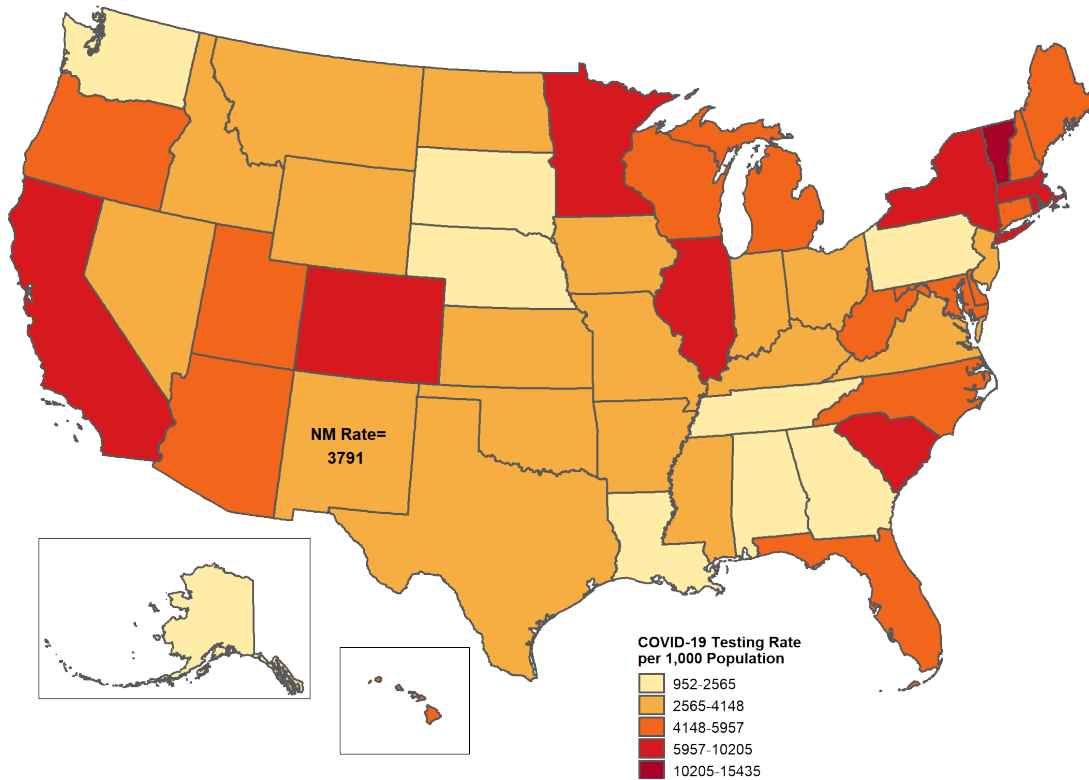 NM Rate=
3791
COVID-19 Testing Rate
per 1,000 Population
952-2565
2565-4148
4148-5957
5957-10205
10205-15435